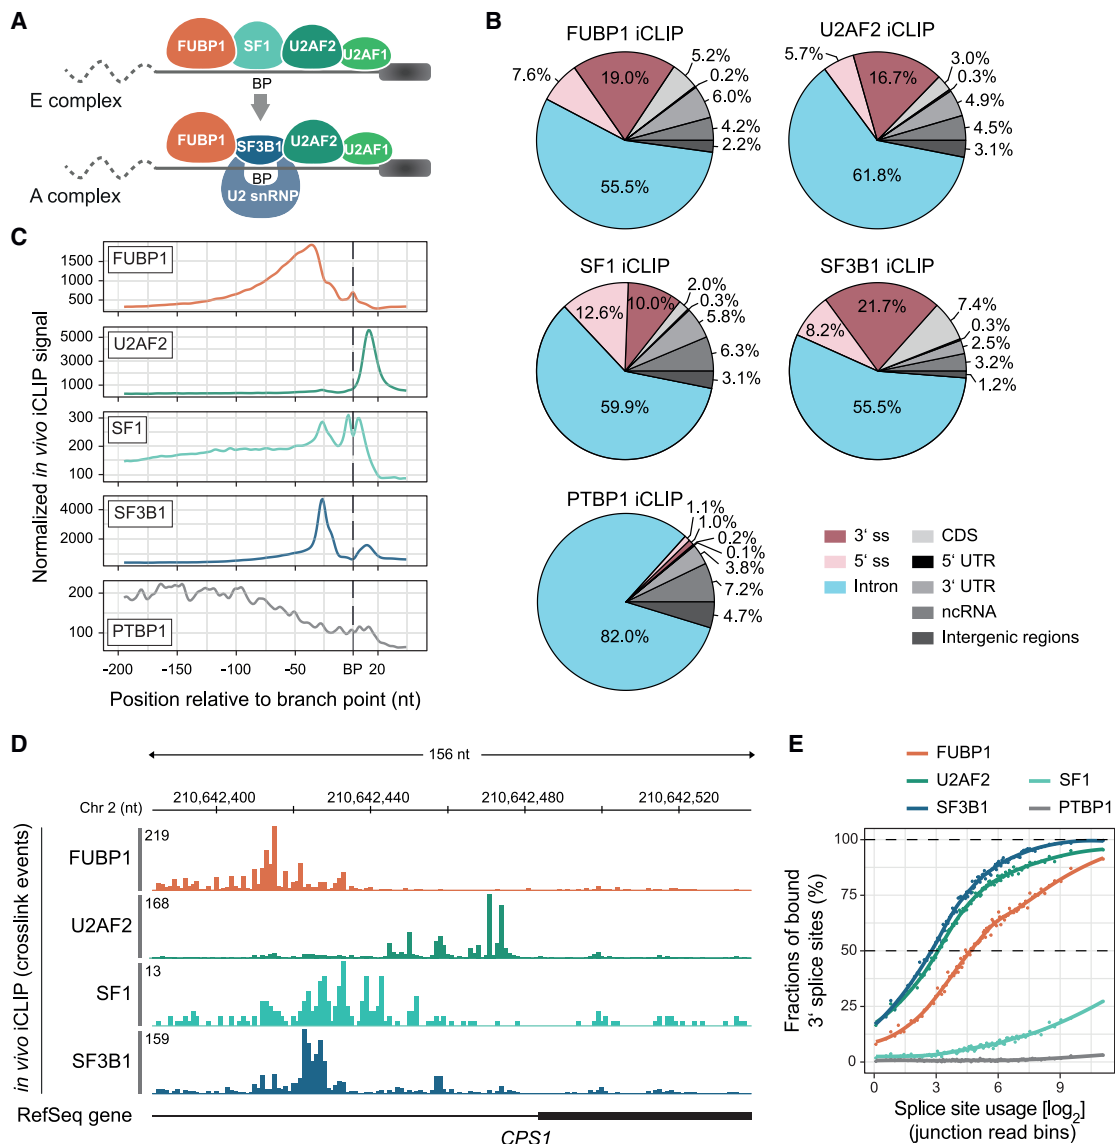 A
FUBP1
SF1
U2AF2
U2AF1
BP
E complex
FUBP1
SF3B1
U2AF2
U2AF1
BP
U2 snRNP
A complex
B
FUBP1 iCLIP
7.6%
19.0%
5.2%
0.2%
6.0%
4.2%
2.2%
55.5%
U2AF2 iCLIP
5.7%
16.7%
3.0%
0.3%
4.9%
4.5%
3.1%
61.8%
SF1 iCLIP
12.6%
10.0%
2.0%
0.3%
5.8%
6.3%
3.1%
59.9%
SF3B1 iCLIP
8.2%
21.7%
7.4%
0.3%
2.5%
3.2%
1.2%
55.5%
PTBP1 iCLIP
1.1%
1.0%
0.2%
0.1%
3.8%
7.2%
4.7%
82.0%
3‘ ss
5‘ ss
Intron
CDS
5‘ UTR
3‘ UTR
ncRNA
Intergenic regions
C
Normalized in vivo iCLIP signal
FUBP1
1500
1000
500
U2AF2
5000
3000
1000
SF1
300
200
100
SF3B1
4000
2000
PTBP1
200
100
−200 −150 −100 −50 BP 20
Position relative to branch point (nt)
D
156 nt
Chr 2 (nt)
210,642,400 210,642,440 210,642,480 210,642,520
in vivo iCLIP (crosslink events)
FUBP1
219
U2AF2
168
SF1
13
SF3B1
159
RefSeq gene
CPS1
E
FUBP1
U2AF2
SF3B1
SF1
PTBP1
Fractions of bound
3‘ splice sites (%)
100
75
50
25
0
0 3 6 9
Splice site usage [log2]
(junction read bins)